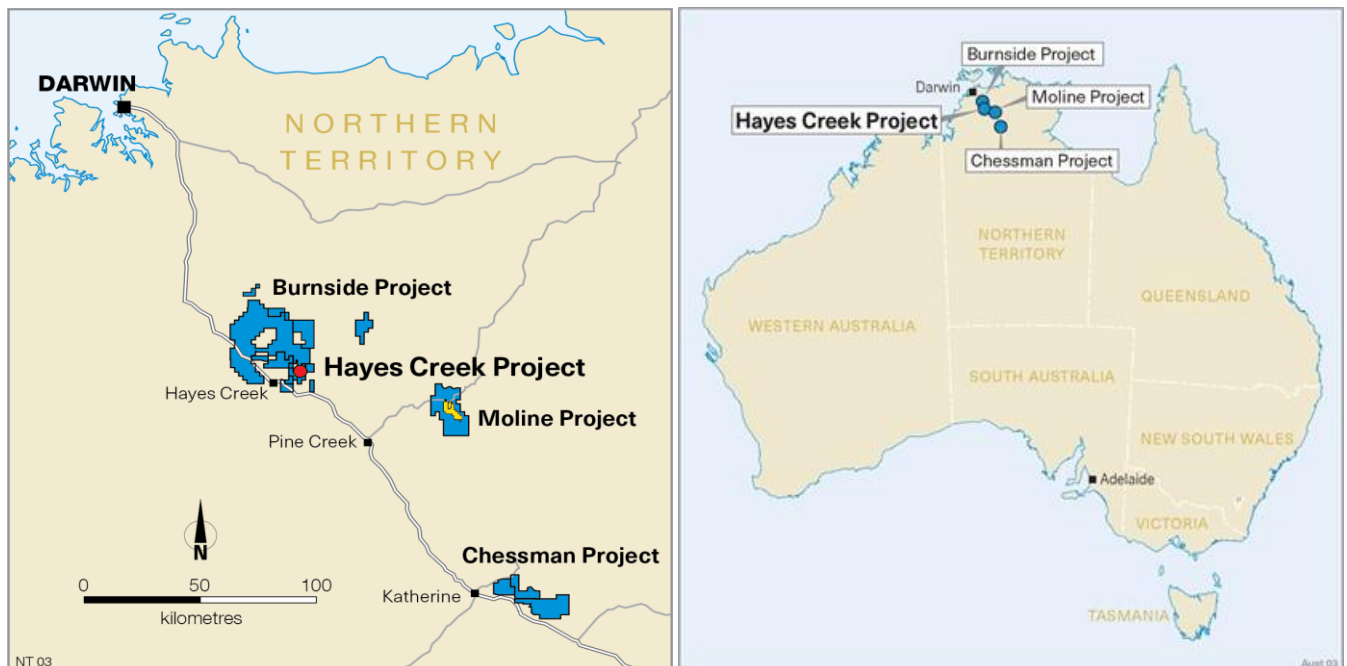 DARWIN
NORTHERN
TERRITORY
Burnside Project
Hayes Creek Project
Hayes Creek
Moline Project
Pine Creek
N
Chessman Project
0 50 100
Katherine
kilometres
NT 03
Burnside Project
Darwin
Moline Project
Hayes Creek Project
Chessman Project
NORTHERN
TERRITORY
QUEENSLAND
WESTERN AUSTRALIA
SOUTH AUSTRALIA
NEW SOUTH WALES
Adelaide
VICTORIA
TASMANIA
Aust 03